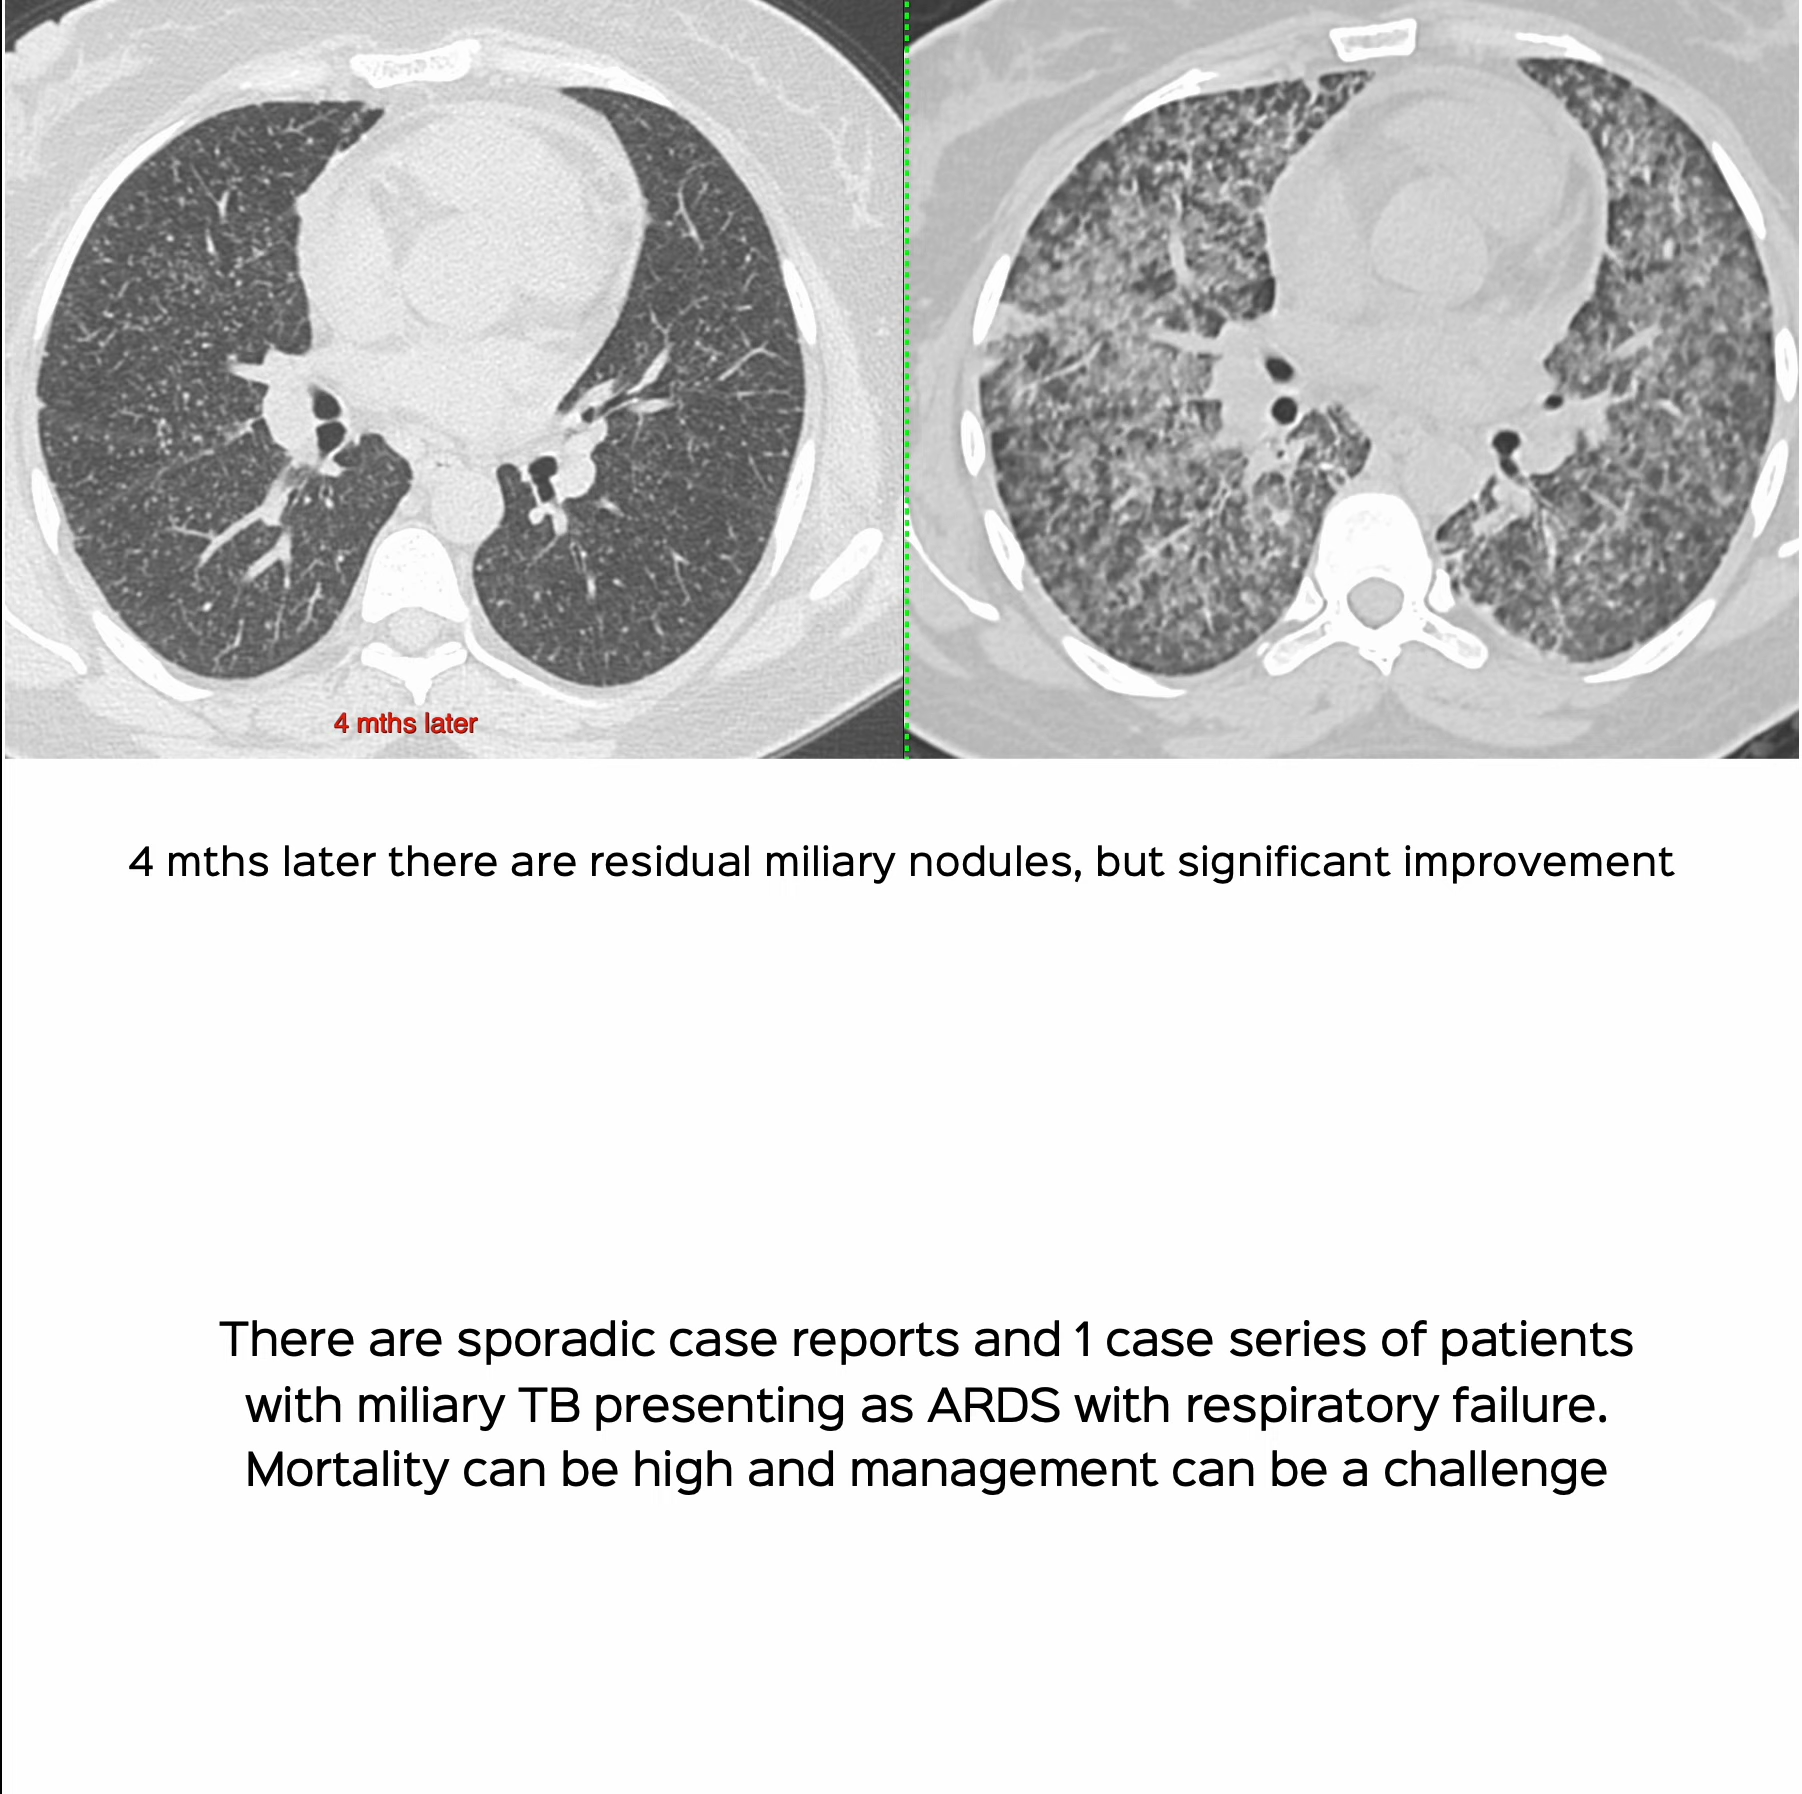 4 mths later
4 mths later there are residual miliary nodules, but significant improvement
There are sporadic case reports and 1 case series of patients
with miliary TB presenting as ARDS with respiratory failure.
Mortality can be high and management can be a challenge